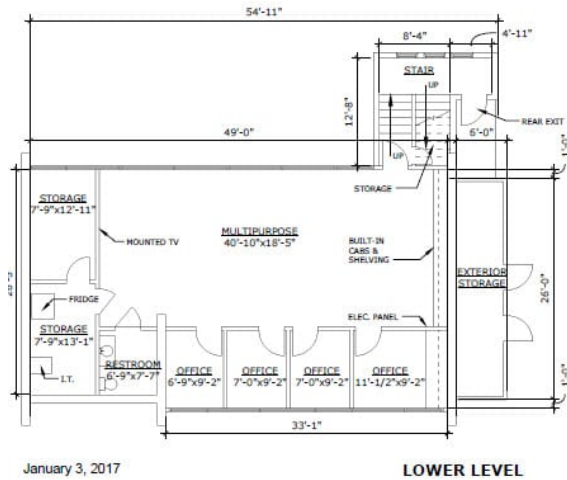 54'-11"
8'-4"
4'-11"
STAIR
UP
12'-8"
REAR EXIT
49'-0"
6'-0"
UP
1'-0"
STORAGE
STORAGE
7'-9"x12'-11"
MOUNTED TV
MULTIPURPOSE
40'-10"x18'-5"
BUILT-IN
CABS &
SHELVING
EXTERIOR
STORAGE
26'-0"
FRIDGE
ELEC. PANEL
STORAGE
7'-9"x13'-1"
RESTROOM
6'-9"x7'-7"
I.T.
OFFICE
6'-9"x9'-2"
OFFICE
7'-0"x9'-2"
OFFICE
7'-0"x9'-2"
OFFICE
11'-1/2"x9'-2"
1'-0"
33'-1"
January 3, 2017
LOWER LEVEL